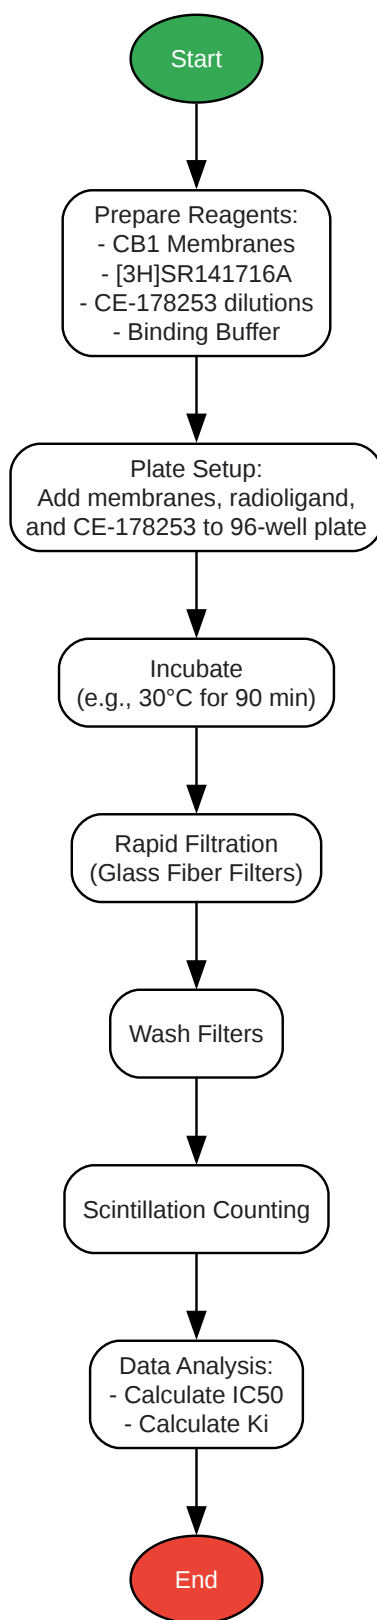 Start
Prepare Reagents:
- CB1 Membranes
- [3H]SR141716A
- CE-178253 dilutions
- Binding Buffer
Plate Setup:
Add membranes, radioligand,
and CE-178253 to 96-well plate
Incubate
(e.g., 30°C for 90 min)
Rapid Filtration
(Glass Fiber Filters)
Wash Filters
Scintillation Counting
Data Analysis:
- Calculate IC50
- Calculate Ki
End